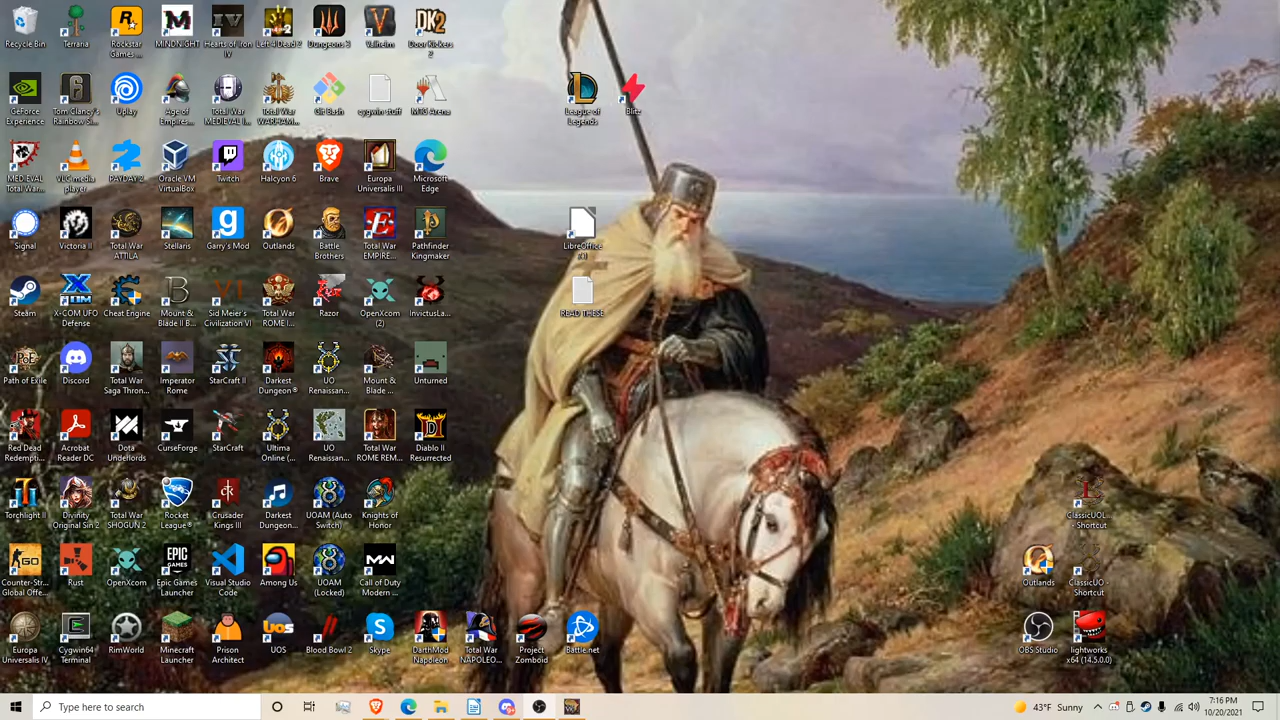 Recycle Bin
Terraria
Rockstar Games ...
MINDNIGHT
Hearts of Iron IV
Left 4 Dead 2
Dungeons 3
Valheim
Door Kickers 2
GeForce Experience
Tom Clancy's Rainbow Si...
Uplay
Age of Empires...
Total War MEDIEVAL I...
Total War WARHAM...
Git Bash
cygwin stuff
MTG Arena
League of Legends
Blitz
MEDIEVAL Total War...
VLC media player
PAYDAY 2
Oracle VM VirtualBox
Twitch
Halcyon 6
Brave
Europa Universalis III
Microsoft Edge
Signal
Victoria II
Total War ATTILA
Stellaris
Garry's Mod
Outlands
Battle Brothers
Total War EMPIRE...
Pathfinder Kingmaker
LibreOffice 7.1
Steam
X-COM UFO Defense
Cheat Engine
Mount & Blade II B...
Sid Meier's Civilization VI
Total War ROME I...
Razor
OpenXcom (2)
InvictusLa...
READ THESE
Path of Exile
Discord
Total War Saga Thron...
Imperator Rome
StarCraft II
Darkest Dungeon®
UO Renaissan...
Mount & Blade ...
Unturned
Red Dead Redempti...
Acrobat Reader DC
Dota Underlords
CurseForge
StarCraft
Ultima Online (...
UO Renaissan...
Total War ROME REM...
Diablo II Resurrected
Torchlight II
Divinity Original Sin 2
Total War SHOGUN 2
Rocket League®
Crusader Kings III
Darkest Dungeon...
UOAM (Auto Switch)
Knights of Honor
ClassicUOL... - Shortcut
Counter-Str... Global Offe...
Rust
OpenXcom
Epic Games Launcher
Visual Studio Code
Among Us
UOAM (Locked)
Call of Duty Modern ...
Outlands
ClassicUO - Shortcut
Europa Universalis IV
Cygwin64 Terminal
RimWorld
Minecraft Launcher
Prison Architect
UOS
Blood Bowl 2
Skype
DarthMod Napoleon
Total War NAPOLEO...
Project Zomboid
Battle.net
OBS Studio
lightworks x64 (14.5.0.0)
Type here to search
43°F Sunny
7:16 PM
10/20/2021